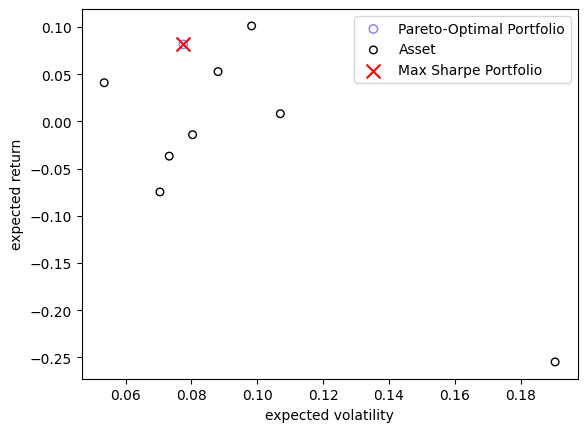 Pareto-Optimal Portfolio
Asset
Max Sharpe Portfolio
0.10
0.05
0.00
−0.05
−0.10
−0.15
−0.20
−0.25
expected return
0.06 0.08 0.10 0.12 0.14 0.16 0.18
expected volatility